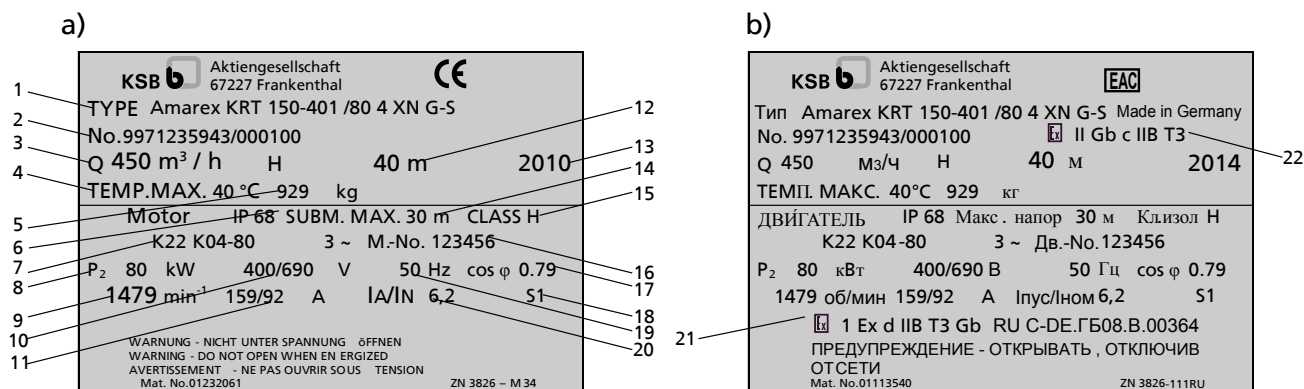 a)
KSB b Aktiengesellschaft
67227 Frankenthal
CE
TYPE Amarex KRT 150-401 /80 4 XN G-S
No.9971235943/000100
Q 450 m³ / h H 40 m 2010
TEMP.MAX. 40 °C 929 kg
Motor IP 68 SUBM. MAX. 30 m CLASS H
K22 K04-80 3 ~ M.-No. 123456
P₂ 80 kW 400/690 V 50 Hz cos φ 0.79
1479 min⁻¹ 159/92 A IA/IN 6,2 S1
WARNUNG - NICHT UNTER SPANNUNG öFFNEN
WARNING - DO NOT OPEN WHEN EN ERGIZED
AVERTISSEMENT - NE PAS OUVRIR SOUS TENSION
Mat. No.01232061 ZN 3826 – M 34
1
2
3
4
5
6
7
8
9
10
11
12
13
14
15
16
17
18
19
20
b)
KSB b Aktiengesellschaft
67227 Frankenthal
EAC
Тип Amarex KRT 150-401 /80 4 XN G-S Made in Germany
No. 9971235943/000100 Ex II Gb c IIB T3
Q 450 м3/ч H 40 м 2014
ТЕМП. МАКС. 40°C 929 кг
ДВИ́ГАТЕЛЬ IP 68 Макс . напор 30 м Кл.изол H
K22 K04-80 3 ~ Дв.-No. 123456
P₂ 80 кВт 400/690 В 50 Гц cos φ 0.79
1479 об/мин 159/92 A Iпус/Iном 6,2 S1
Ex 1 Ex d IIB T3 Gb RU C-DE.ГБ08.В.00364
ПРЕДУПРЕЖДЕНИЕ - ОТКРЫВАТЬ , ОТКЛЮЧИВ
ОТ СЕТИ
Mat. No.01113540 ZN 3826-111RU
21
22